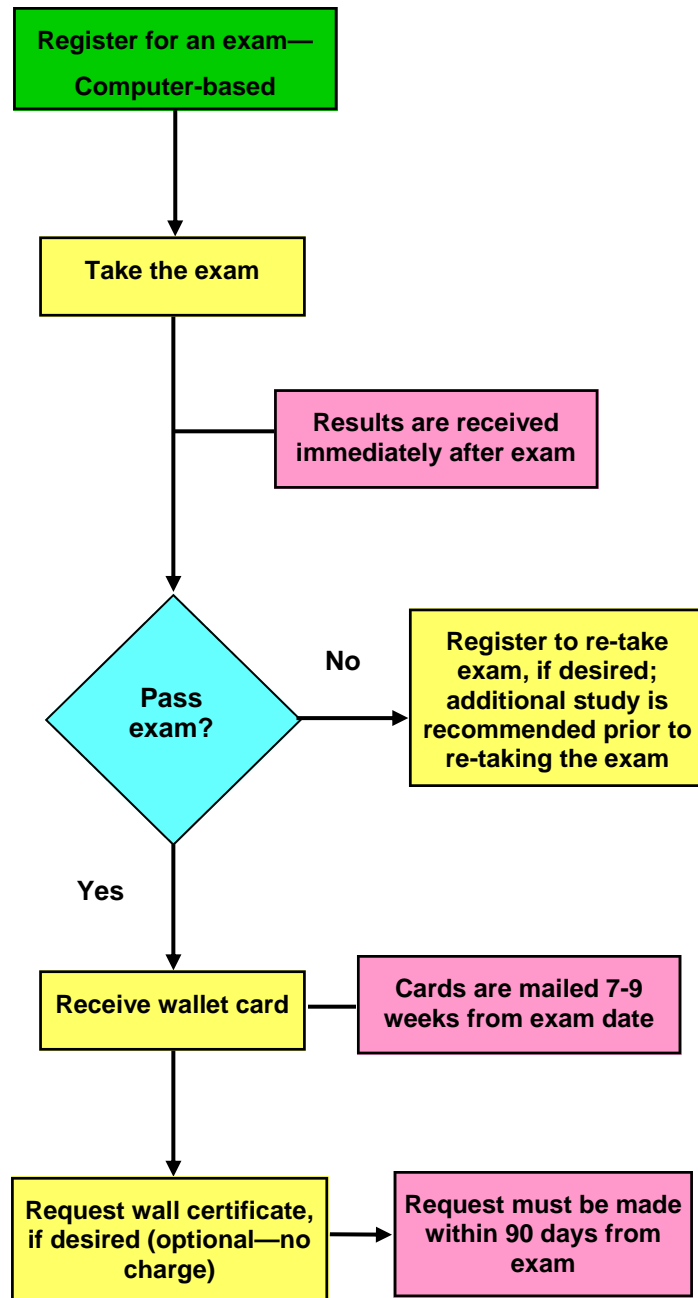 Register for an exam—
Computer-based
Take the exam
Results are received
immediately after exam
Pass
exam?
No
Register to re-take
exam, if desired;
additional study is
recommended prior to
re-taking the exam
Yes
Receive wallet card
Cards are mailed 7-9
weeks from exam date
Request wall certificate,
if desired (optional—no
charge)
Request must be made
within 90 days from
exam